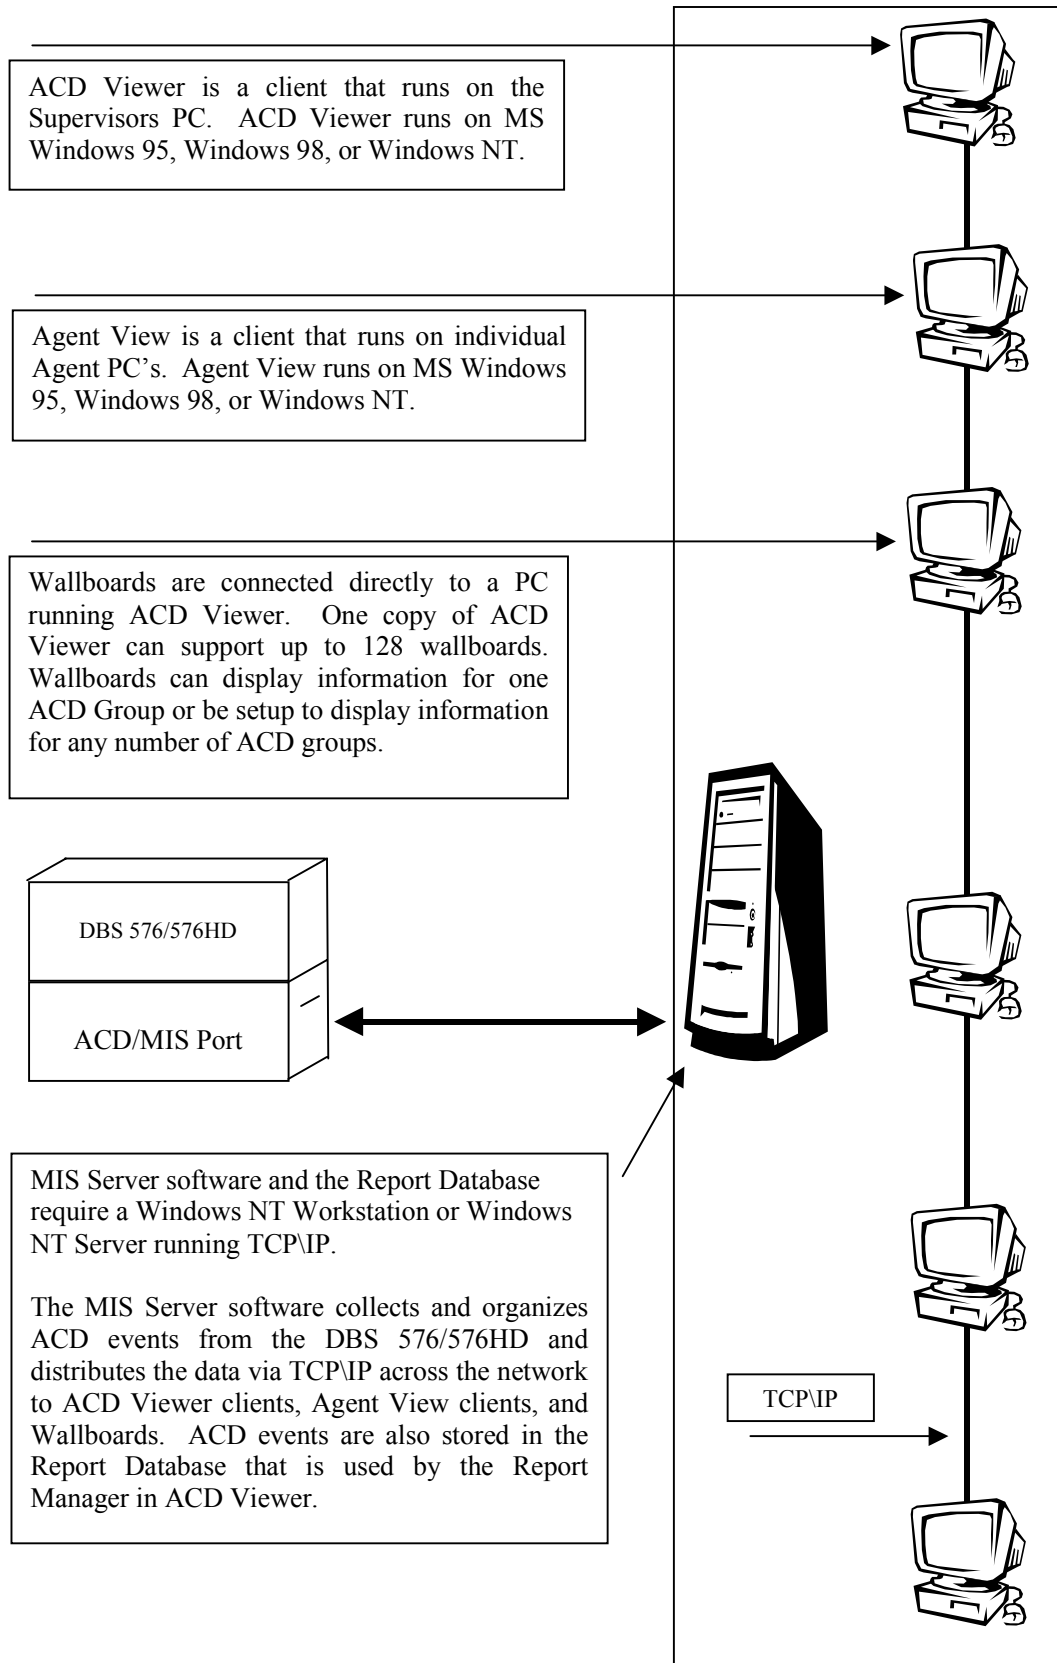 ACD Viewer is a client that runs on the
Supervisors PC. ACD Viewer runs on MS
Windows 95, Windows 98, or Windows NT.
Agent View is a client that runs on individual
Agent PC’s. Agent View runs on MS Windows
95, Windows 98, or Windows NT.
Wallboards are connected directly to a PC
running ACD Viewer. One copy of ACD
Viewer can support up to 128 wallboards.
Wallboards can display information for one
ACD Group or be setup to display information
for any number of ACD groups.
DBS 576/576HD
ACD/MIS Port
MIS Server software and the Report Database
require a Windows NT Workstation or Windows
NT Server running TCP\IP.
The MIS Server software collects and organizes
ACD events from the DBS 576/576HD and
distributes the data via TCP\IP across the network
to ACD Viewer clients, Agent View clients, and
Wallboards. ACD events are also stored in the
Report Database that is used by the Report
Manager in ACD Viewer.
TCP\IP